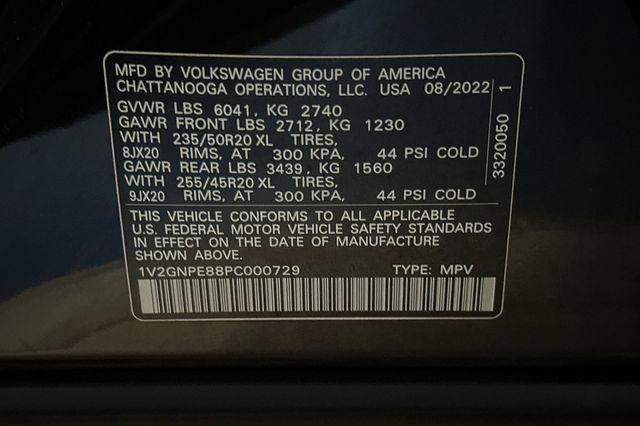 MFD BY VOLKSWAGEN GROUP OF AMERICA
CHATTANOOGA OPERATIONS, LLC. USA 08/2022
GVWR LBS 6041, KG 2740
GAWR FRONT LBS 2712, KG 1230
WITH 235/50R20 XL TIRES,
8JX20 RIMS, AT 300 KPA, 44 PSI COLD
GAWR REAR LBS 3439, KG 1560
WITH 255/45R20 XL TIRES,
9JX20 RIMS, AT 300 KPA, 44 PSI COLD
THIS VEHICLE CONFORMS TO ALL APPLICABLE
U.S. FEDERAL MOTOR VEHICLE SAFETY STANDARDS
IN EFFECT ON THE DATE OF MANUFACTURE
SHOWN ABOVE.
1V2GNPE88PC000729 TYPE: MPV
3320050 1